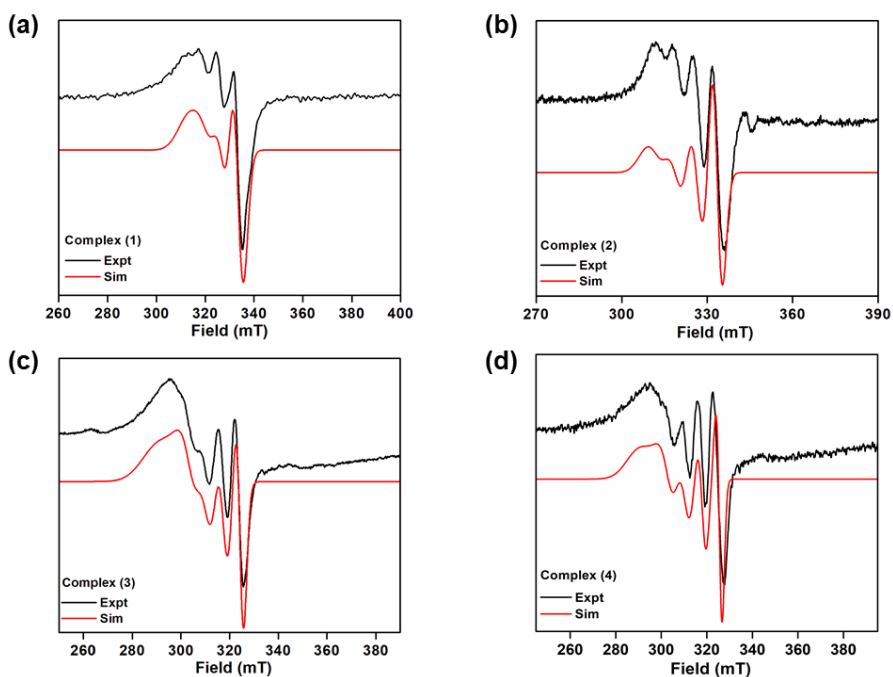 (a)
Complex (1)
Expt
Sim
260 280 300 320 340 360 380 400
Field (mT)
(b)
Complex (2)
Expt
Sim
270 300 330 360 390
Field (mT)
(c)
Complex (3)
Expt
Sim
260 280 300 320 340 360 380
Field (mT)
(d)
Complex (4)
Expt
Sim
260 280 300 320 340 360 380
Field (mT)